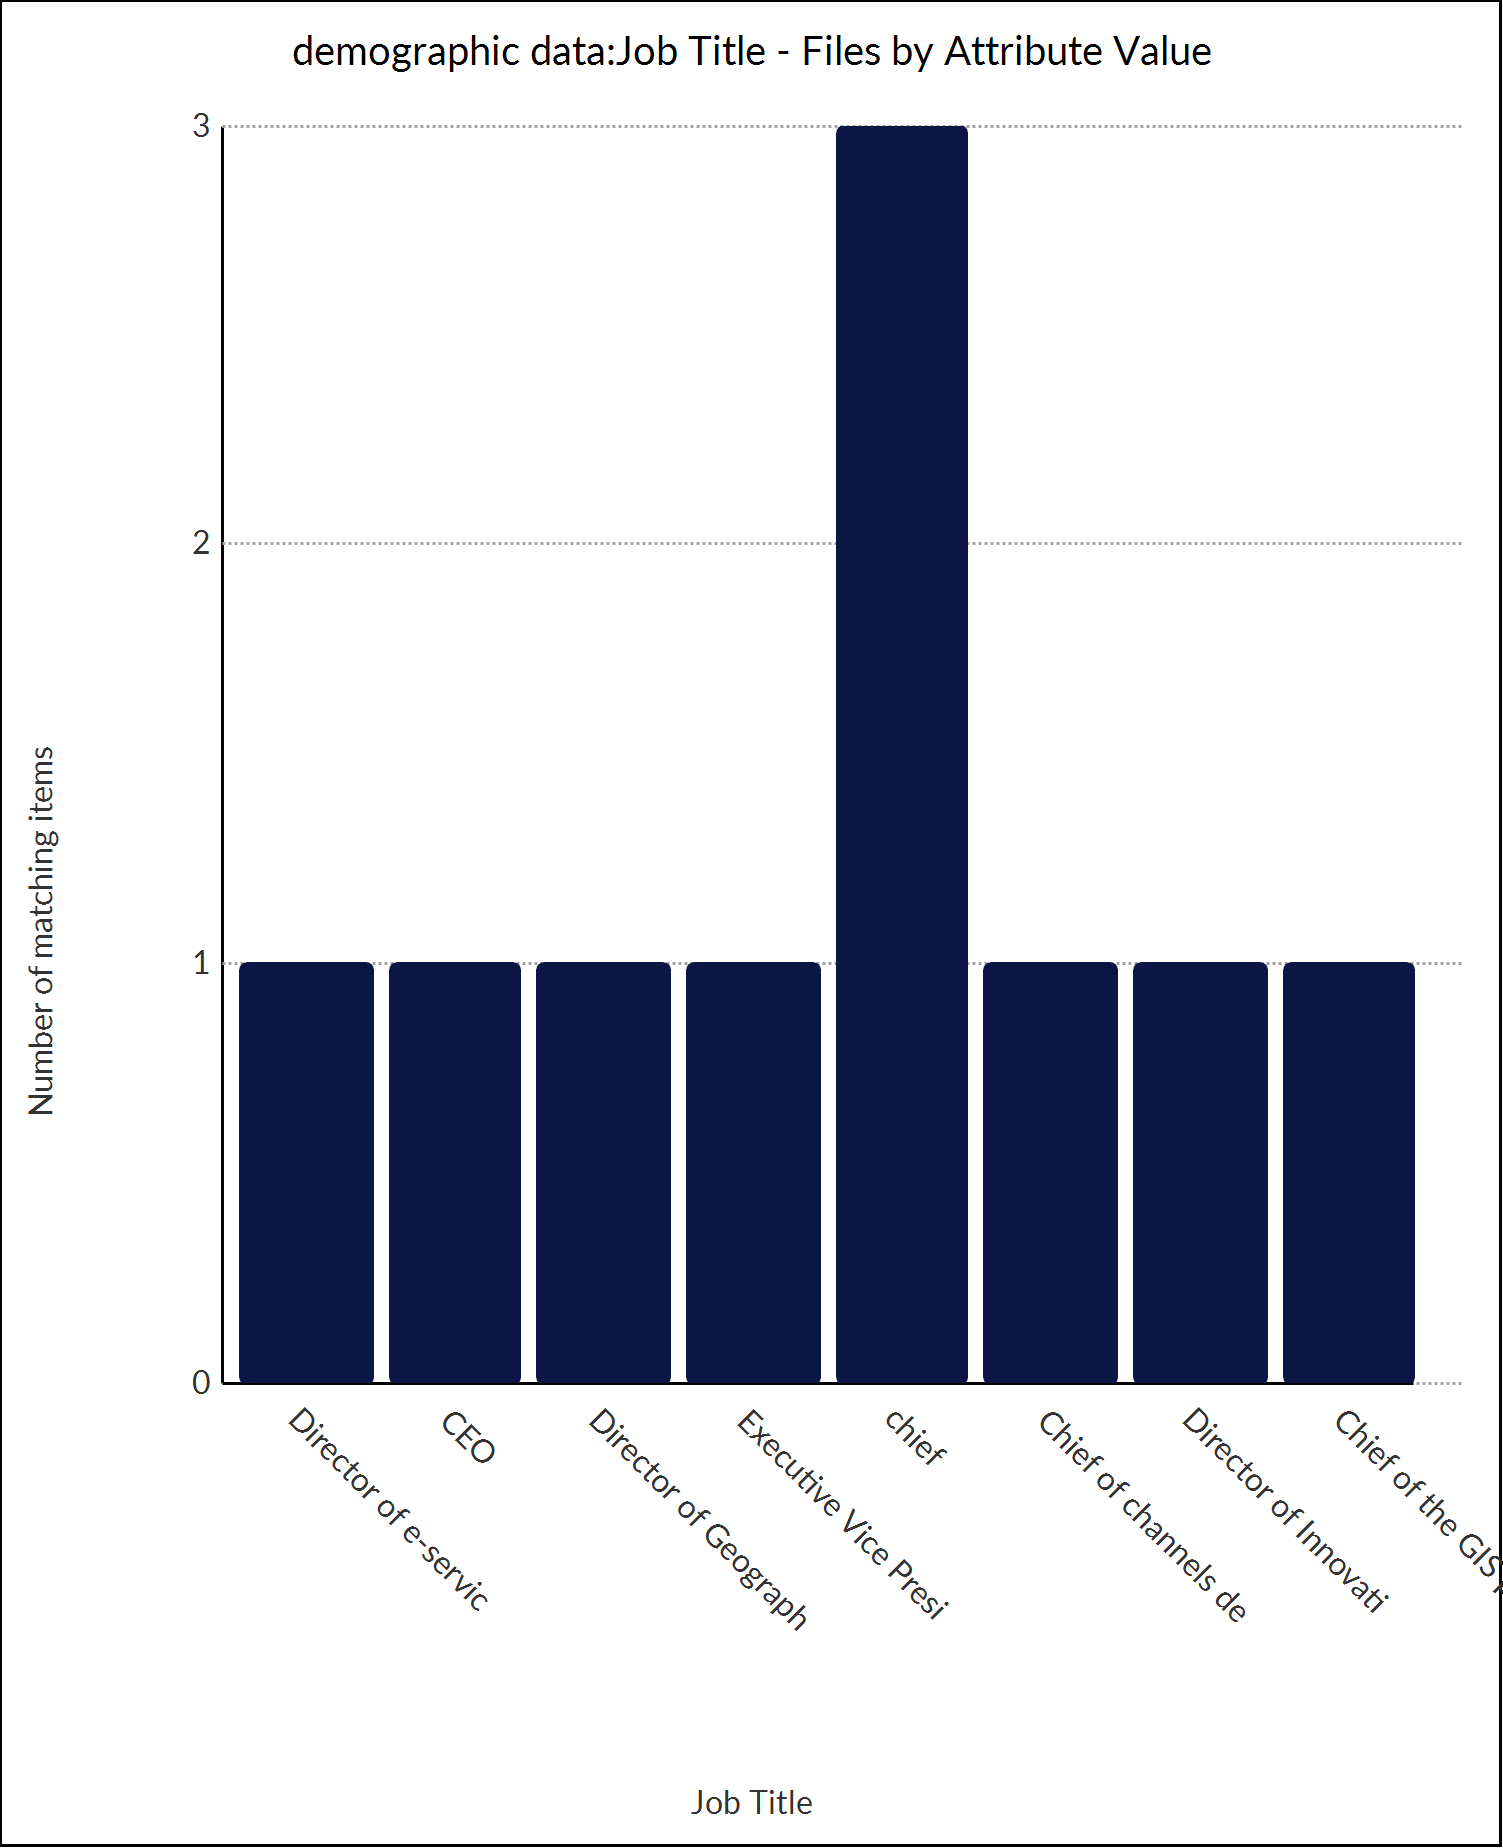 demographic data:Job Title - Files by Attribute Value
3
2
1
0
Number of matching items
Director of e-servic
CEO
Director of Geograph
Executive Vice Presi
chief
Chief of channels de
Director of Innovati
Chief of the GIS
Job Title